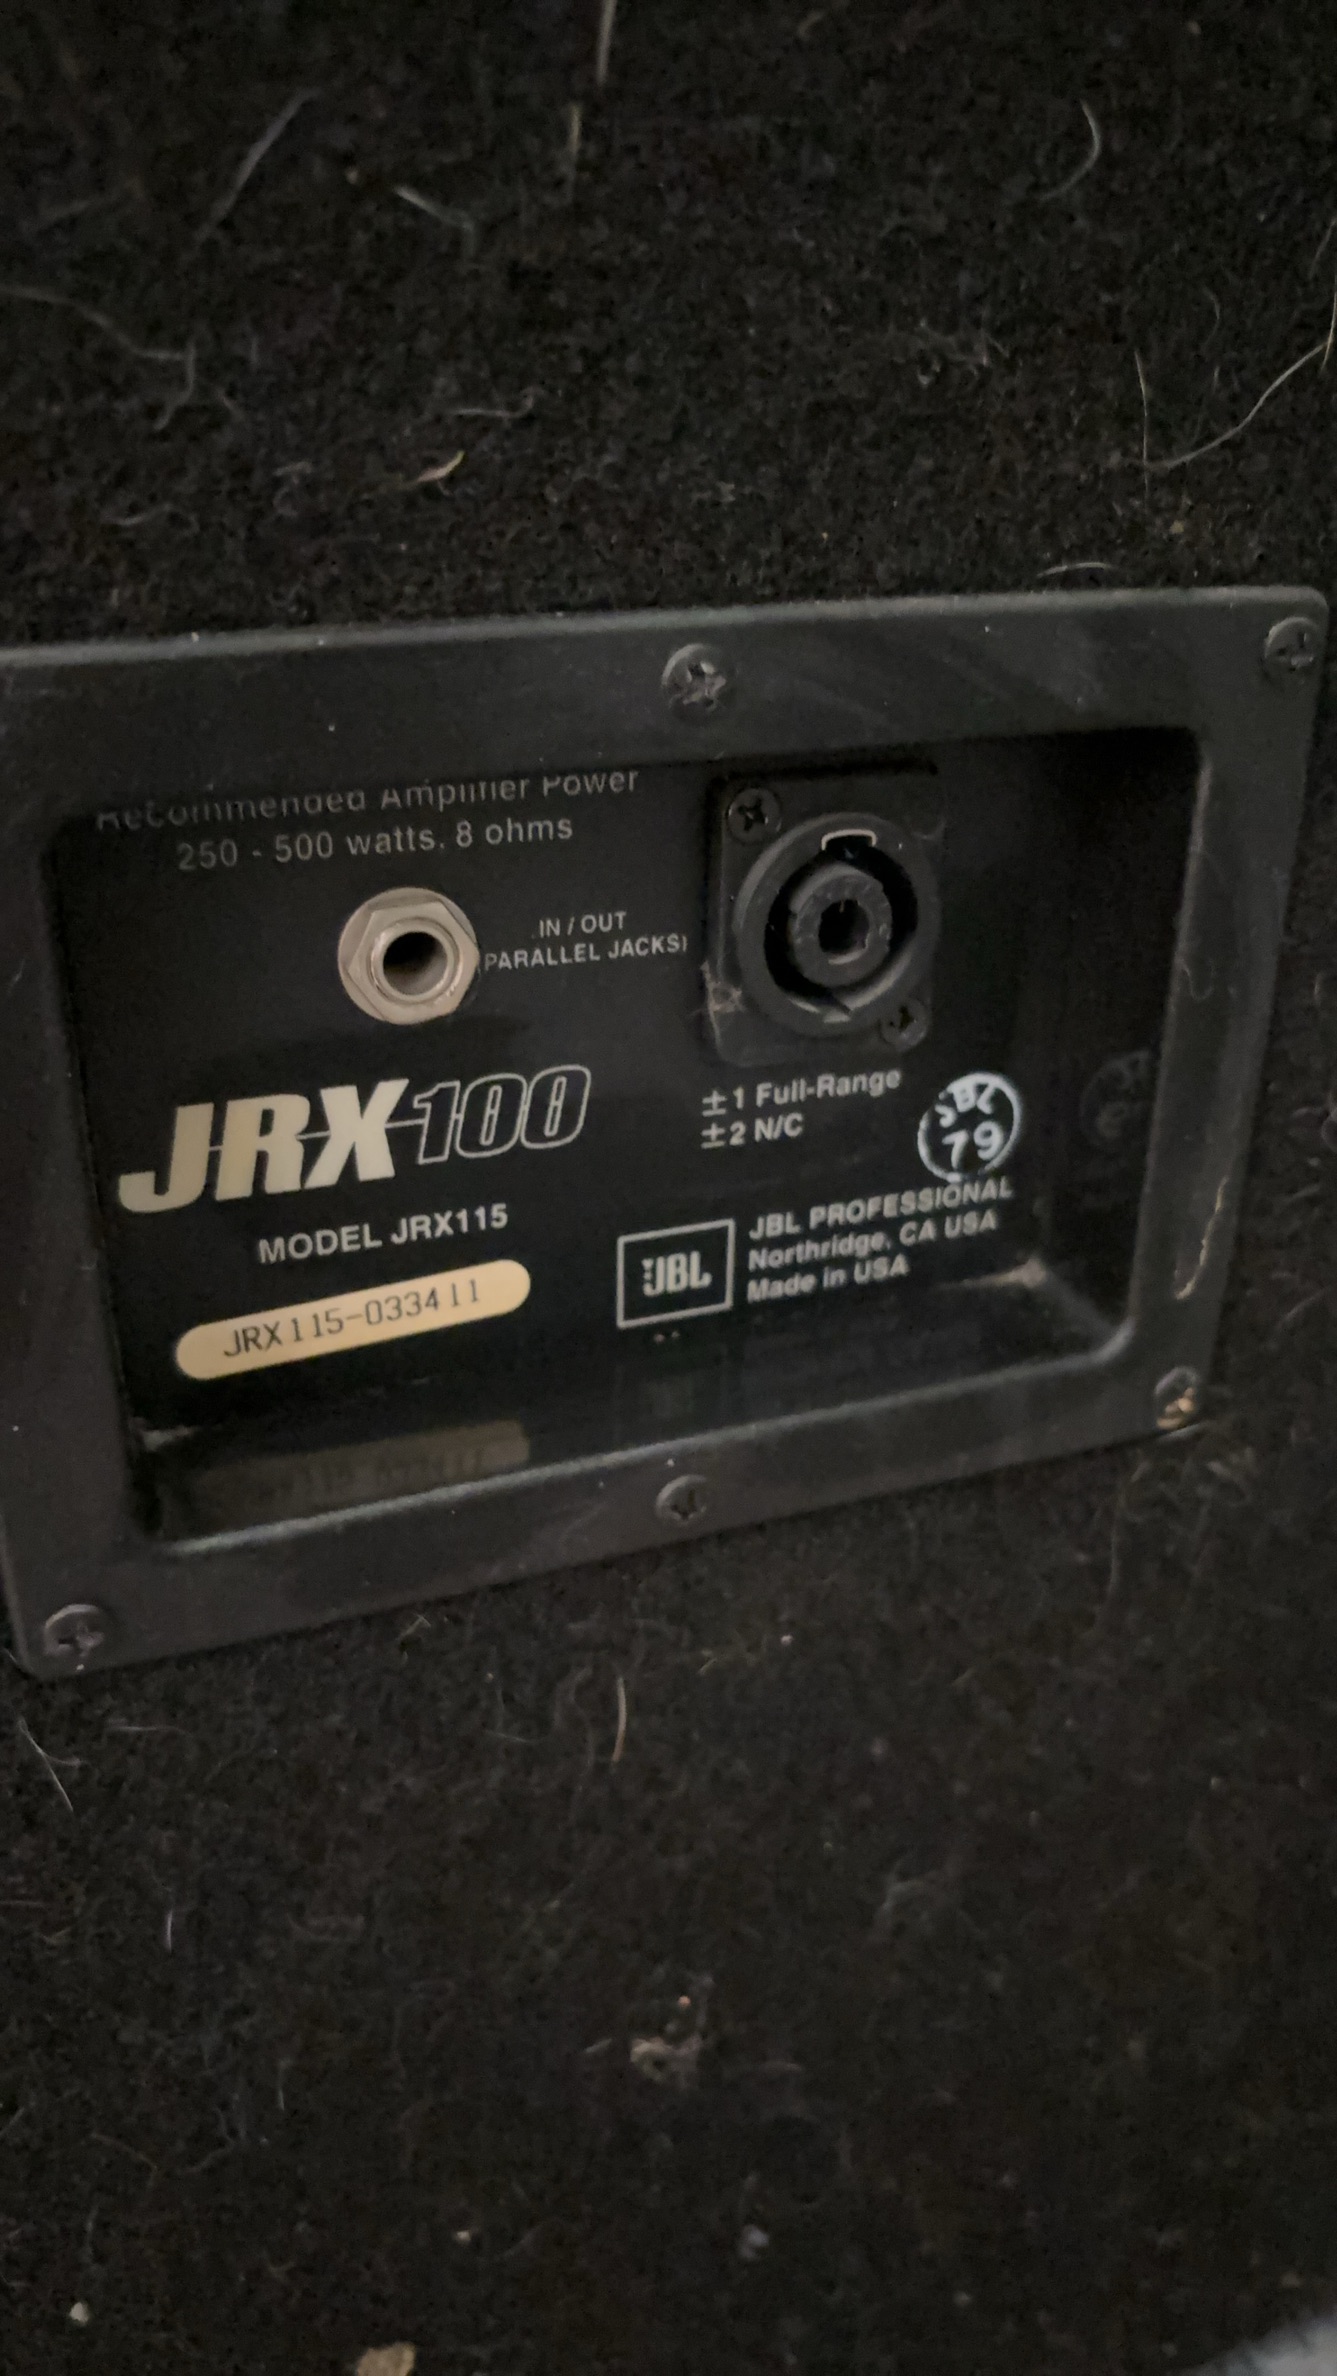 Recommended Amplifier Power
250 - 500 watts, 8 ohms
IN / OUT
(PARALLEL JACKS)
JRX100
MODEL JRX115
JRX115-033411
±1 Full-Range
±2 N/C
79
JBL
JBL PROFESSIONAL
Northridge, CA USA
Made in USA